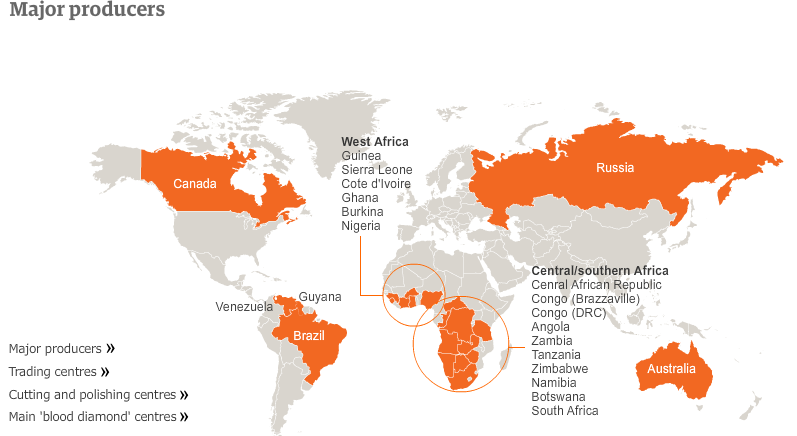 Major producers
West Africa
Guinea
Sierra Leone
Cote d'Ivoire
Ghana
Burkina
Nigeria
Canada
Russia
Central/southern Africa
Cenral African Republic
Congo (Brazzaville)
Congo (DRC)
Angola
Zambia
Tanzania
Zimbabwe
Namibia
Botswana
South Africa
Guyana
Venezuela
Brazil
Australia
Major producers »
Trading centres »
Cutting and polishing centres »
Main 'blood diamond' centres »